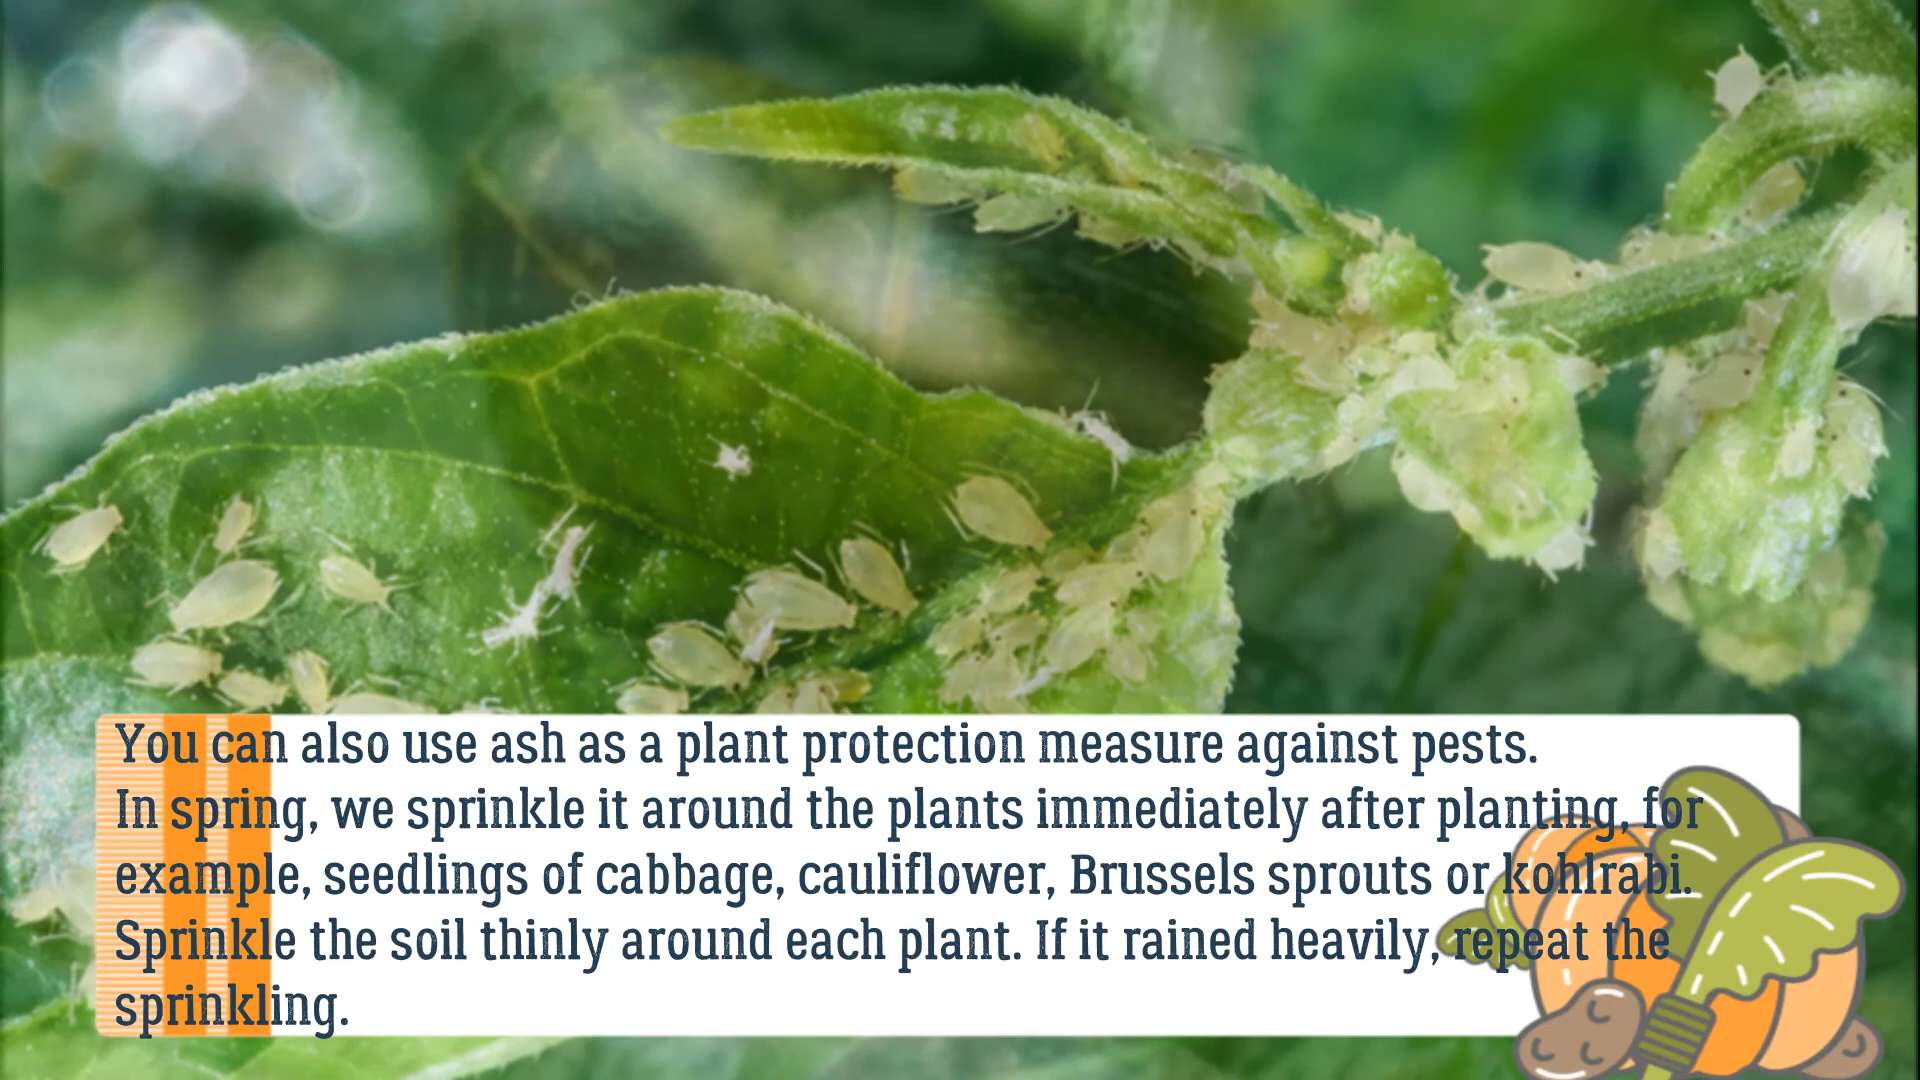 You can also use ash as a plant protection measure against pests.
In spring, we sprinkle it around the plants immediately after planting, for
example, seedlings of cabbage, cauliflower, Brussels sprouts or kohlrabi.
Sprinkle the soil thinly around each plant. If it rained heavily, repeat the
sprinkling.